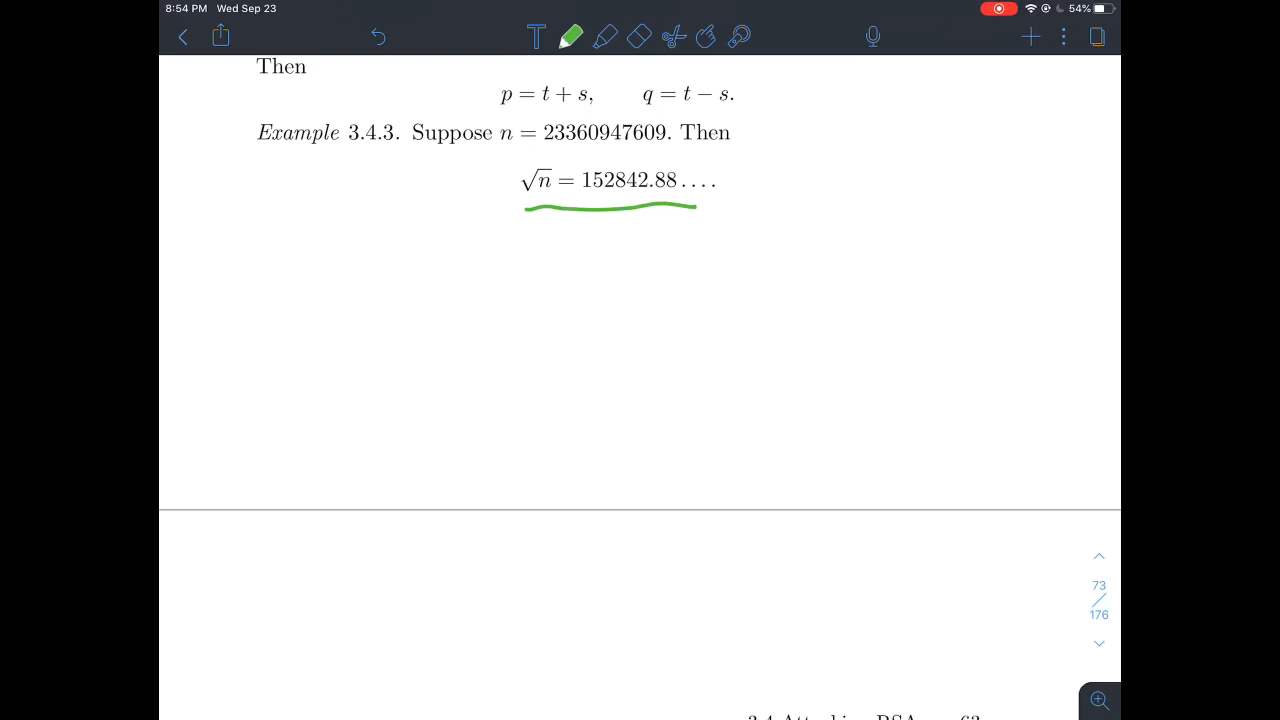 8:54 PM Wed Sep 23 54%
Then
p = t + s, q = t − s.
Example 3.4.3. Suppose n = 23360947609. Then
√n = 152842.88 . . . .
73
176